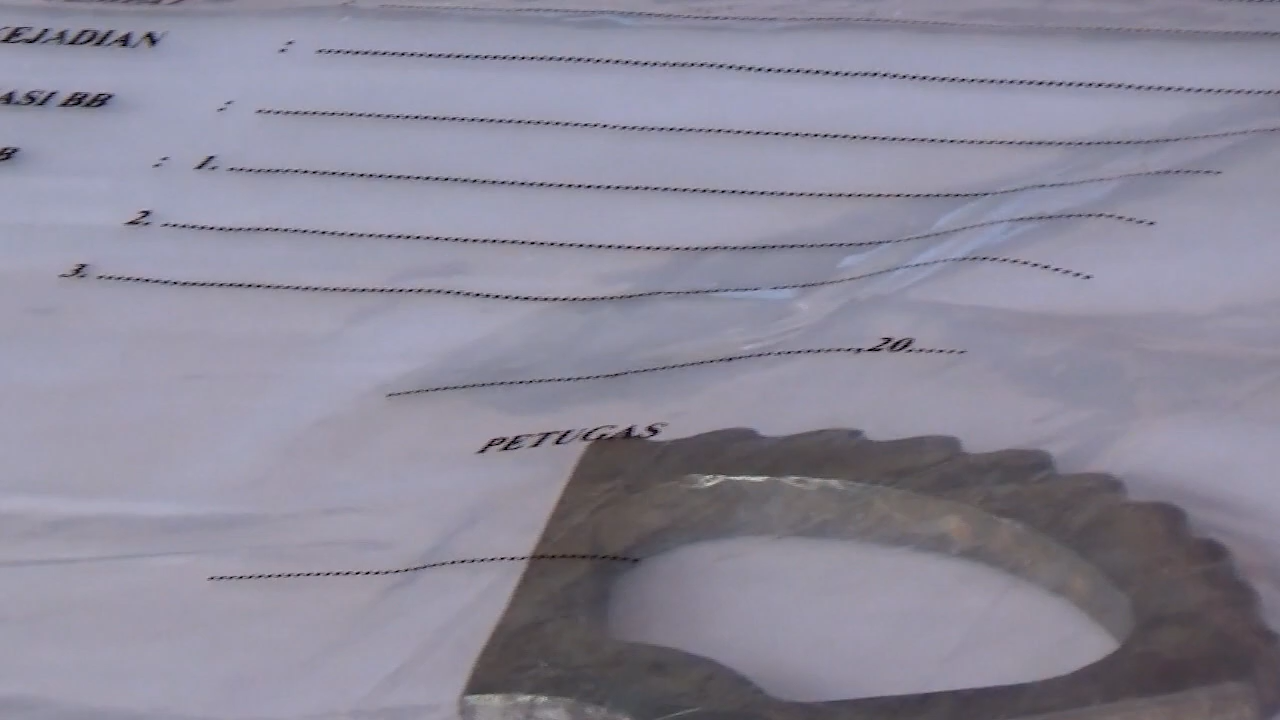 KEJADIAN : ........................................
ASI BB : ........................................
B : 1. ........................................
2. ........................................
3. ........................................
....................20......
PETUGAS
....................